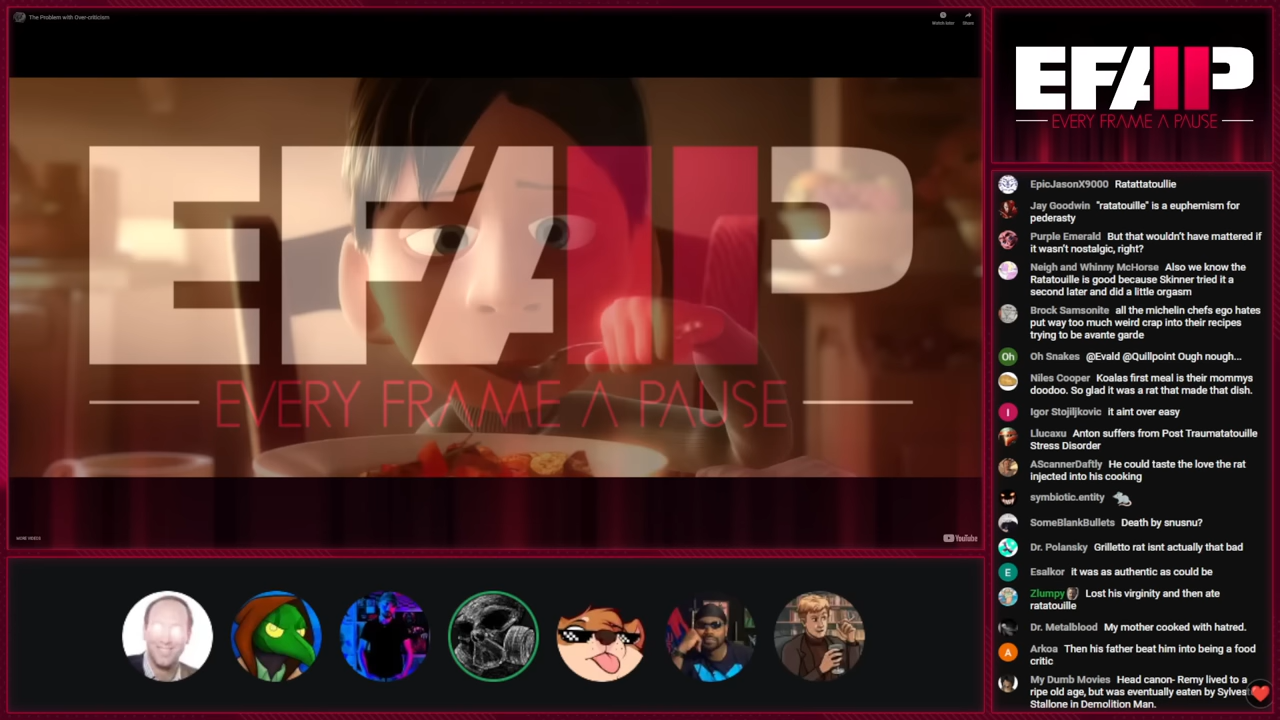 The Problem with Over-criticism
Watch later
Share
EFAP
EVERY FRAME A PAUSE
MORE VIDEOS
YouTube
EFAP
EVERY FRAME A PAUSE
EpicJasonX9000 Ratattatoullie
Jay Goodwin "ratatouille" is a euphemism for
pederasty
Purple Emerald But that wouldn't have mattered if
it wasn't nostalgic, right?
Neigh and Whinny McHorse Also we know the
Ratatouille is good because Skinner tried it a
second later and did a little orgasm
Brock Samsonite all the michelin chefs ego hates
put way too much weird crap into their recipes
trying to be avante garde
Oh
Oh Snakes @Evald @Quillpoint Ough nough...
Niles Cooper Koalas first meal is their mommys
doodoo. So glad it was a rat that made that dish.
I
Igor Stojiljkovic it aint over easy
Llucaxu Anton suffers from Post Traumatatouille
Stress Disorder
AScannerDaftly He could taste the love the rat
injected into his cooking
symbiotic.entity
SomeBlankBullets Death by snusnu?
Dr. Polansky Grilletto rat isnt actually that bad
E
Esalkor it was as authentic as could be
Zlumpy Lost his virginity and then ate
ratatouille
Dr. Metalblood My mother cooked with hatred.
A
Arkoa Then his father beat him into being a food
critic
My Dumb Movies Head canon- Remy lived to a
ripe old age, but was eventually eaten by Sylvest
Stallone in Demolition Man.